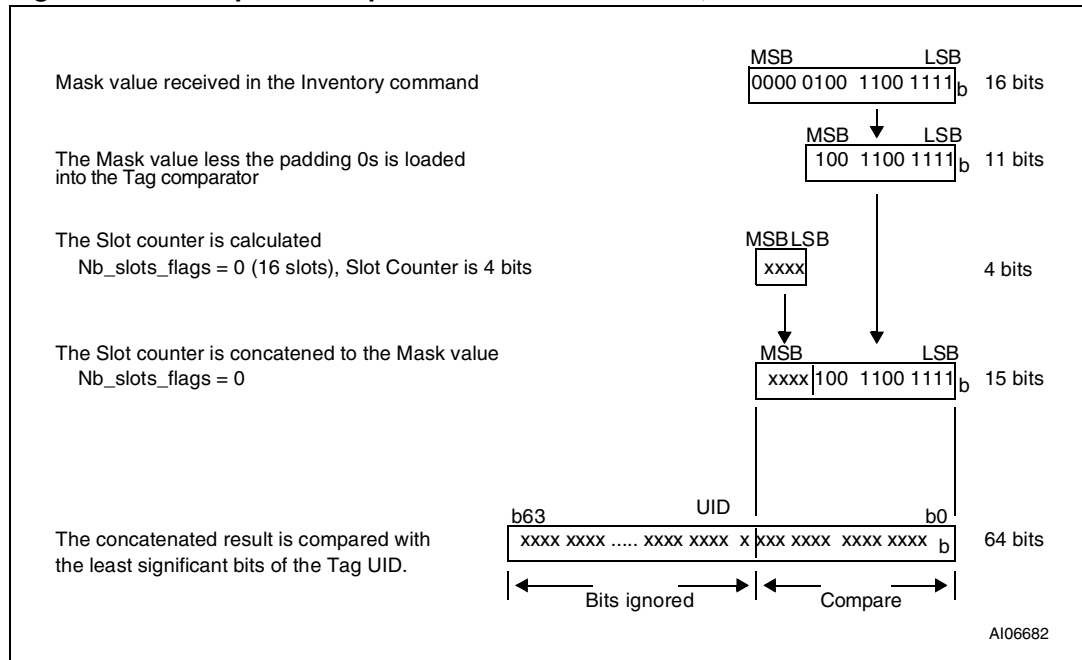 MSB LSB
Mask value received in the Inventory command 0000 0100 1100 1111 b 16 bits
MSB LSB
The Mask value less the padding 0s is loaded
into the Tag comparator 100 1100 1111 b 11 bits
The Slot counter is calculated MSB LSB
Nb_slots_flags = 0 (16 slots), Slot Counter is 4 bits xxxx 4 bits
The Slot counter is concatened to the Mask value MSB LSB
Nb_slots_flags = 0 xxxx 100 1100 1111 b 15 bits
UID
b63 b0
The concatenated result is compared with xxxx xxxx ..... xxxx xxxx x xxx xxxx xxxx xxxx b 64 bits
the least significant bits of the Tag UID.
Bits ignored Compare
AI06682